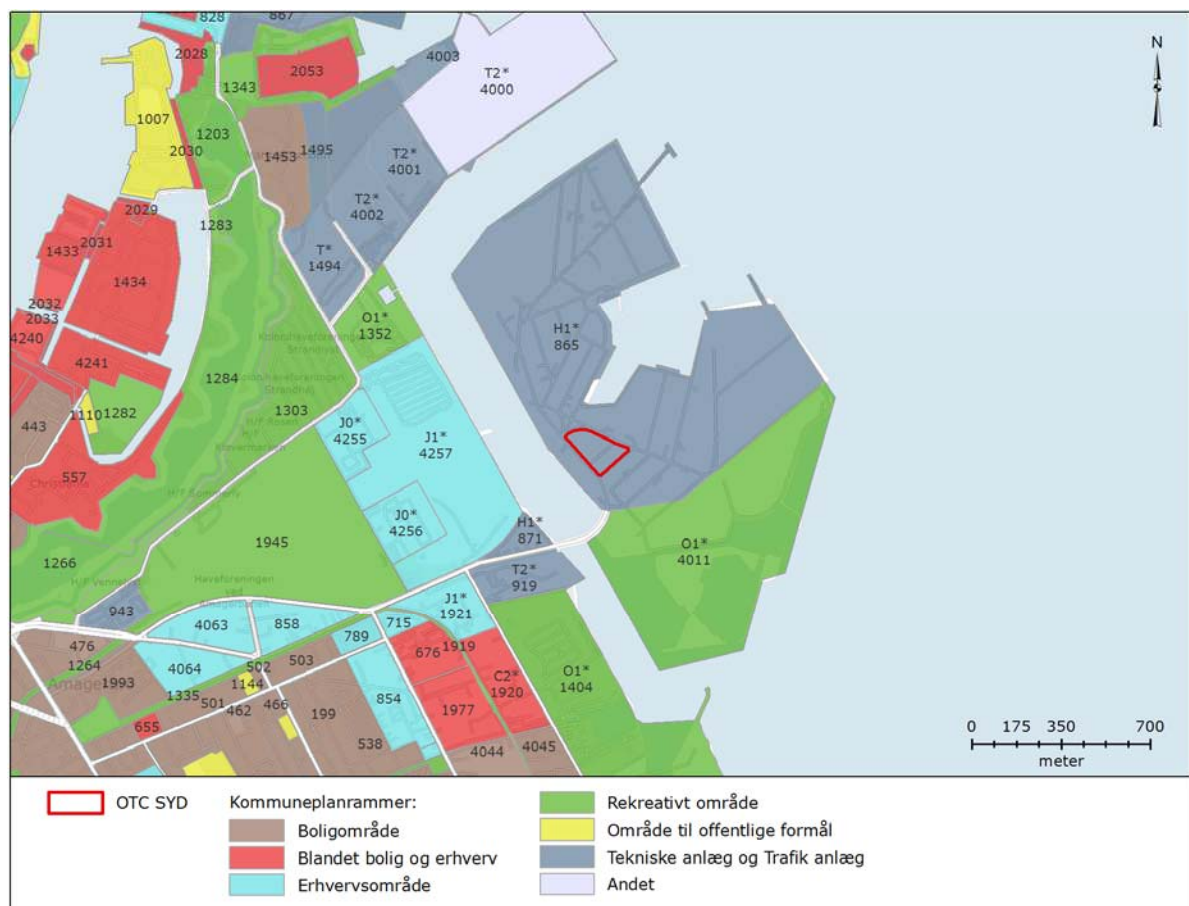 828
867
2028
4003
N
2053
T2*
4000
1343
1007
1203
2030
1453
1495
T2*
4001
T2*
4002
2029
1283
2031
1433
T*
1494
1434
2032
2033
4240
O1*
1352
H1*
865
4241
1284
1303
1110
1282
443
J0*
4255
J1*
4257
557
J0*
4256
H1*
871
1945
O1*
4011
1266
T2*
919
943
4063
858
J1*
1921
715
789
676
1919
476
1264
1993
4064
502
503
1144
C2*
1920
O1*
1404
1335
501
462
466
199
854
1977
655
538
4044
4045
0 175 350 700
meter
OTC SYD
Kommuneplanrammer:
Boligområde
Blandet bolig og erhverv
Erhvervsområde
Rekreativt område
Område til offentlige formål
Tekniske anlæg og Trafik anlæg
Andet